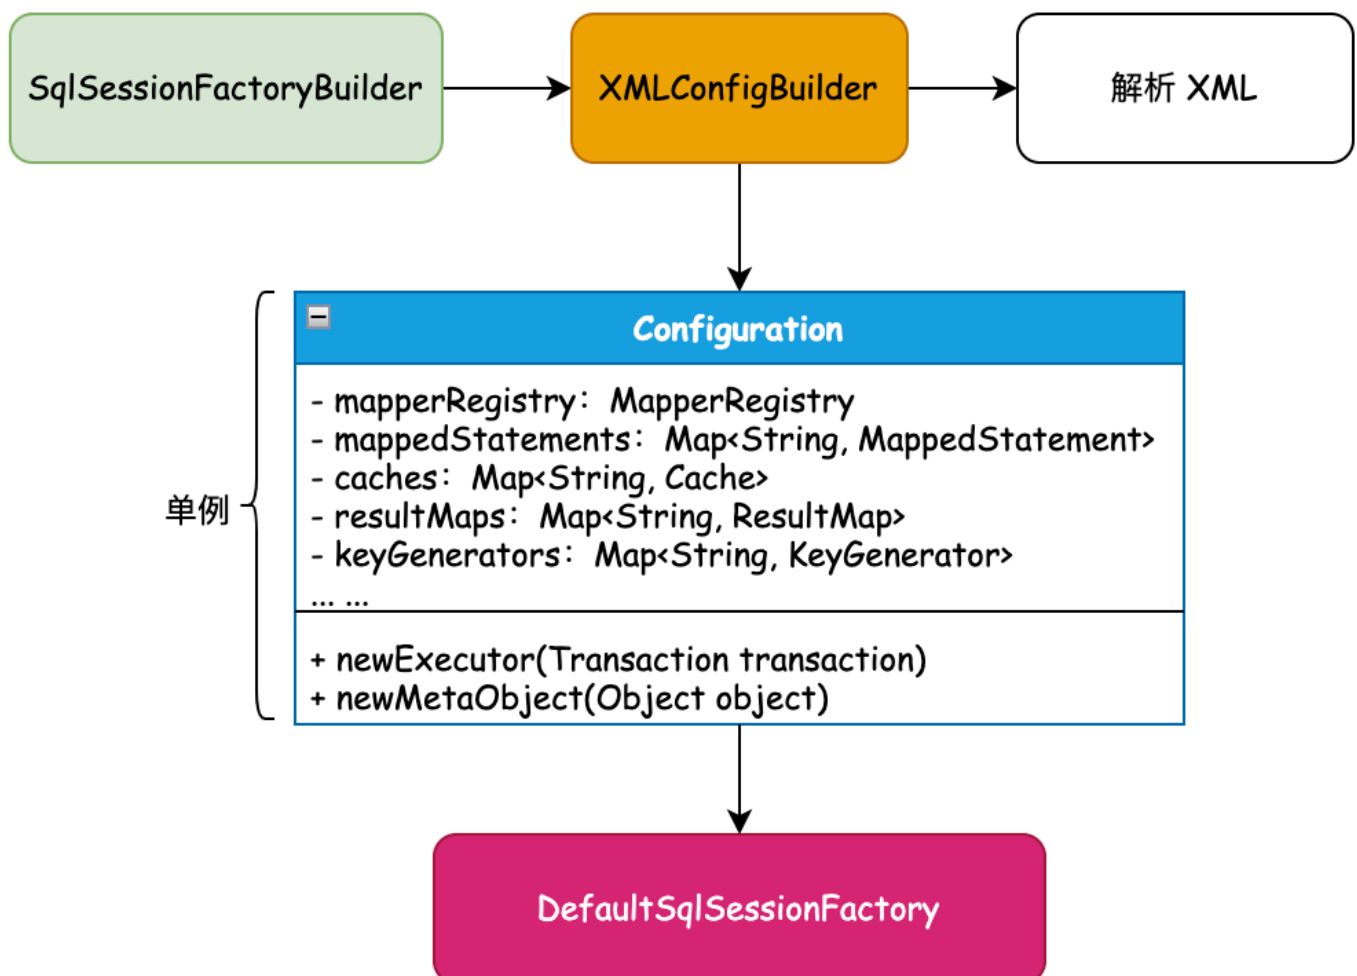 SqlSessionFactoryBuilder
XMLConfigBuilder
解析 XML
Configuration
- mapperRegistry：MapperRegistry
- mappedStatements：Map<String, MappedStatement>
- caches：Map<String, Cache>
- resultMaps：Map<String, ResultMap>
- keyGenerators：Map<String, KeyGenerator>
... ...
单例
+ newExecutor(Transaction transaction)
+ newMetaObject(Object object)
DefaultSqlSessionFactory